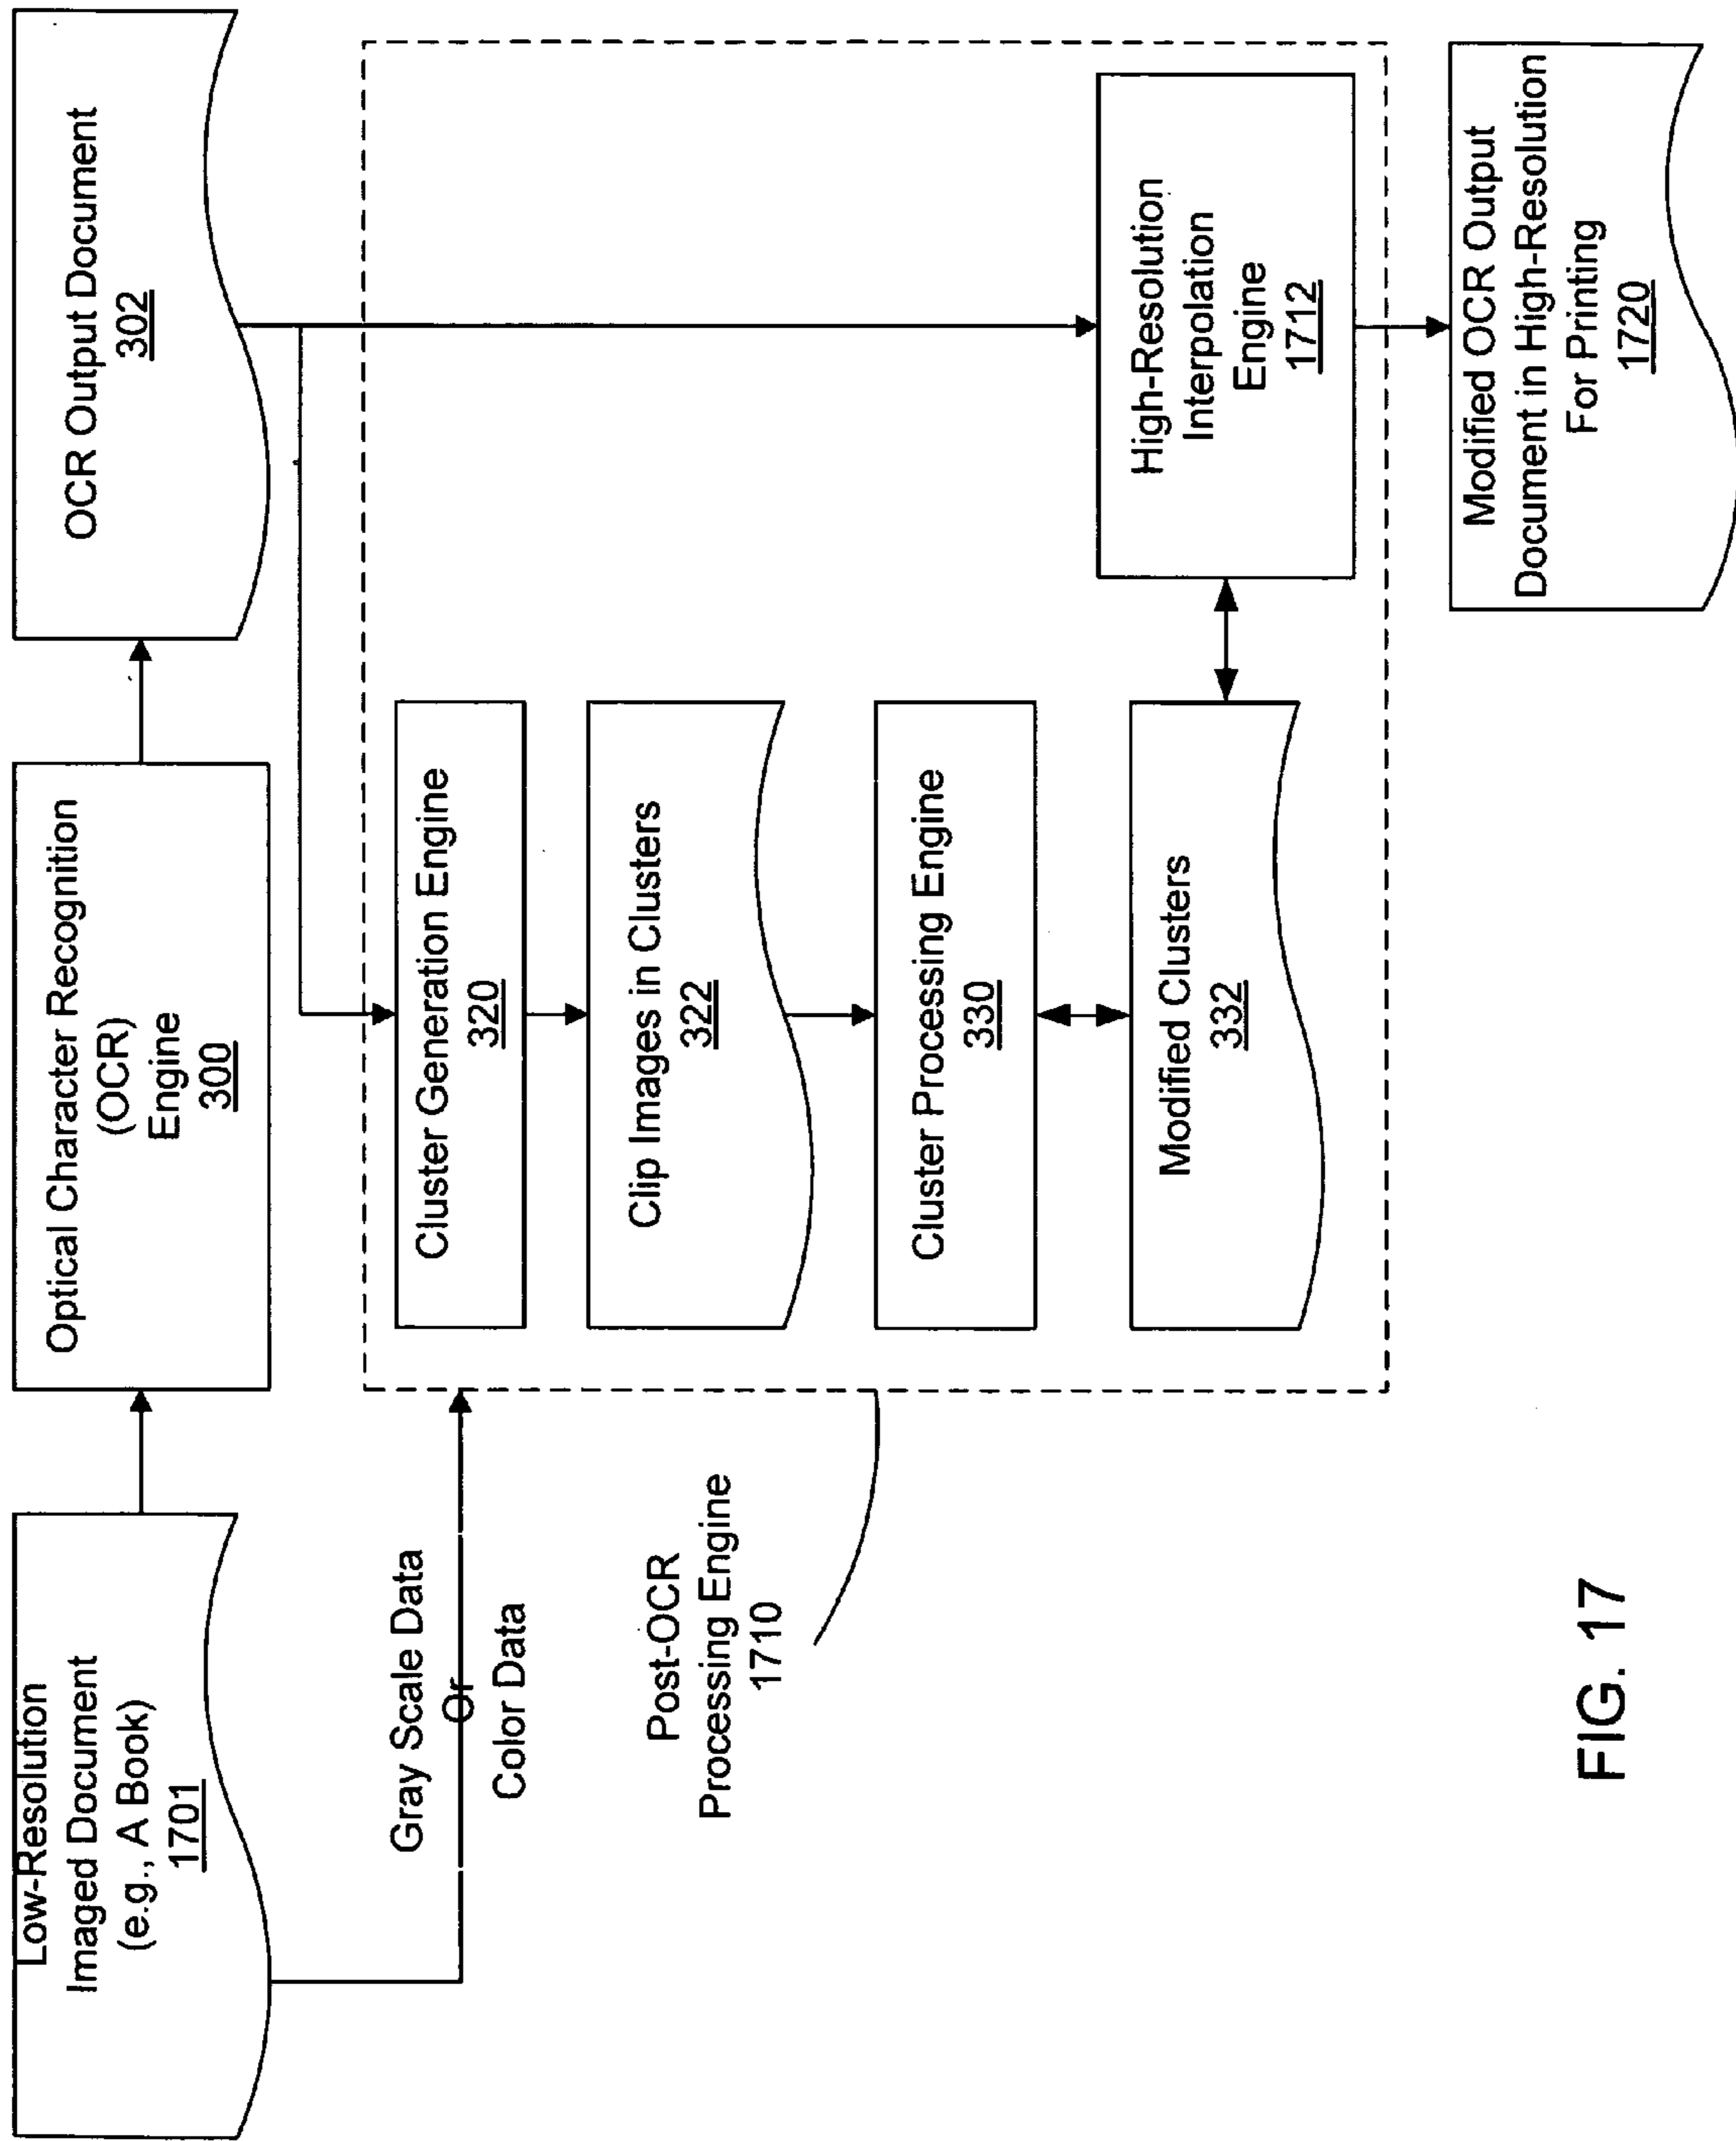 Low-Resolution
Imaged Document
(e.g., A Book)
1701
Optical Character Recognition
(OCR)
Engine
300
OCR Output Document
302
Gray Scale Data
Or
Color Data
Post-OCR
Processing Engine
1710
Cluster Generation Engine
320
Clip Images in Clusters
322
Cluster Processing Engine
330
Modified Clusters
332
High-Resolution
Interpolation
Engine
1712
Modified OCR Output
Document in High-Resolution
For Printing
1720
FIG. 17